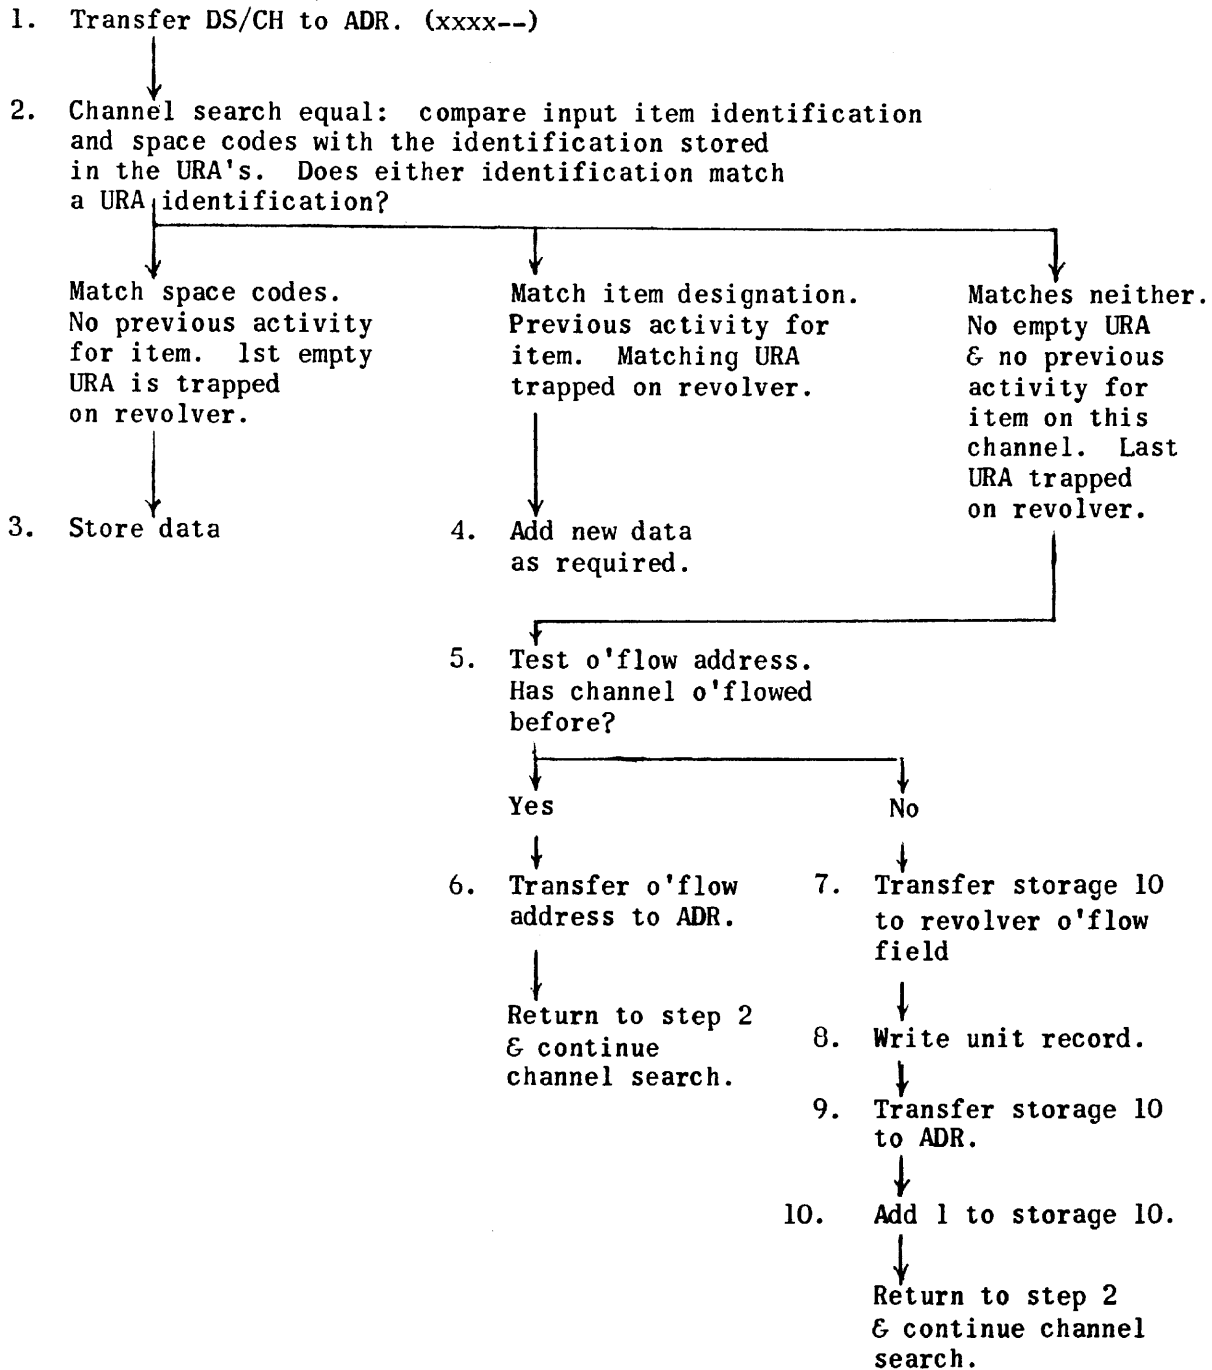 1. Transfer DS/CH to ADR. (xxxx--)
2. Channel search equal: compare input item identification
and space codes with the identification stored
in the URA's. Does either identification match
a URA identification?
Match space codes.
No previous activity
for item. 1st empty
URA is trapped
on revolver.
Match item designation.
Previous activity for
item. Matching URA
trapped on revolver.
Matches neither.
No empty URA
& no previous
activity for
item on this
channel. Last
URA trapped
on revolver.
3. Store data
4. Add new data
as required.
5. Test o'flow address.
Has channel o'flowed
before?
Yes
No
6. Transfer o'flow
address to ADR.
Return to step 2
& continue
channel search.
7. Transfer storage 10
to revolver o'flow
field
8. Write unit record.
9. Transfer storage 10
to ADR.
10. Add 1 to storage 10.
Return to step 2
& continue channel
search.